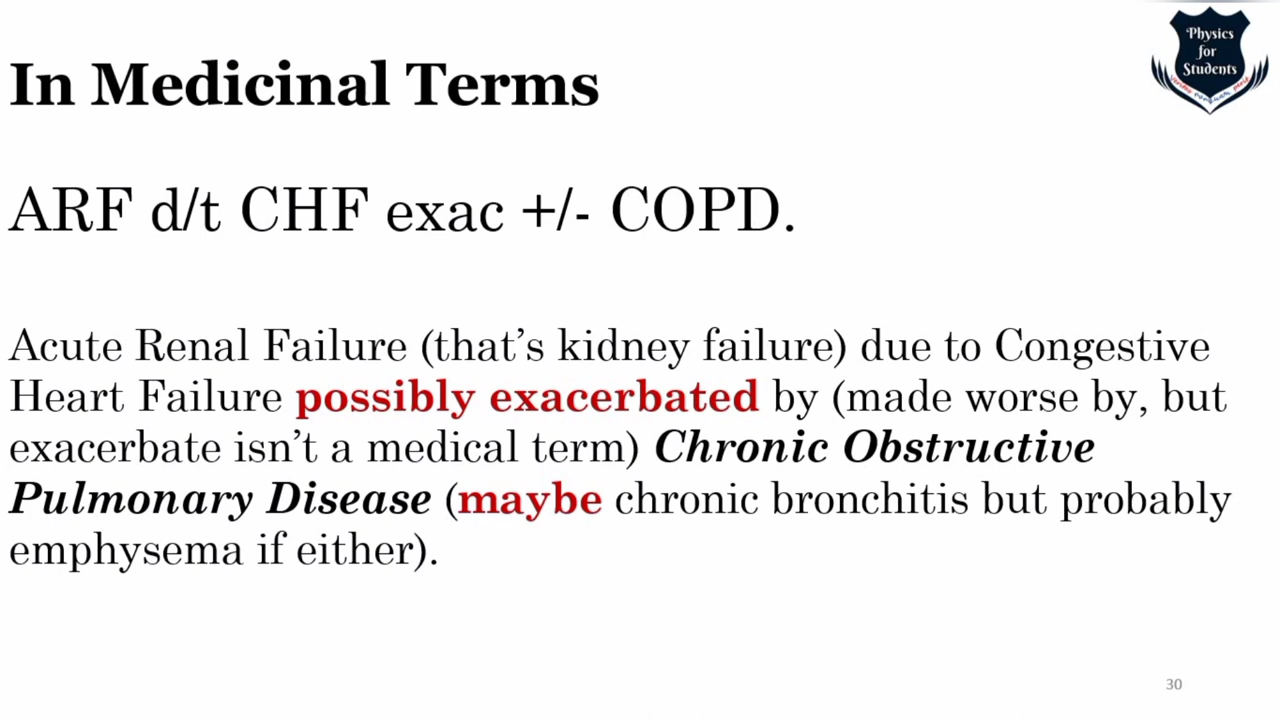 Physics
for
Students
In Medicinal Terms
ARF d/t CHF exac +/- COPD.
Acute Renal Failure (that’s kidney failure) due to Congestive
Heart Failure possibly exacerbated by (made worse by, but
exacerbate isn’t a medical term) Chronic Obstructive
Pulmonary Disease (maybe chronic bronchitis but probably
emphysema if either).
30